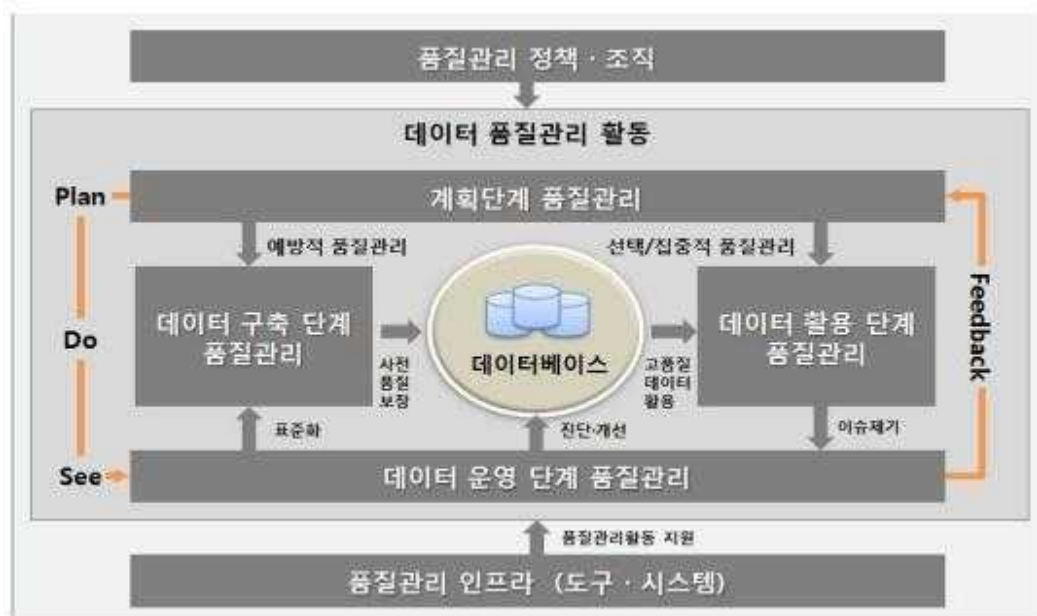 품질관리 정책 · 조직
데이터 품질관리 활동
Plan
계획단계 품질관리
예방적 품질관리
선택/집중적 품질관리
Do
데이터 구축 단계
품질관리
사전
품질
보장
데이터베이스
고품질
데이터
활용
데이터 활용 단계
품질관리
Feedback
표준화
진단·개선
이슈제기
See
데이터 운영 단계 품질관리
품질관리활동 지원
품질관리 인프라 (도구 · 시스템)